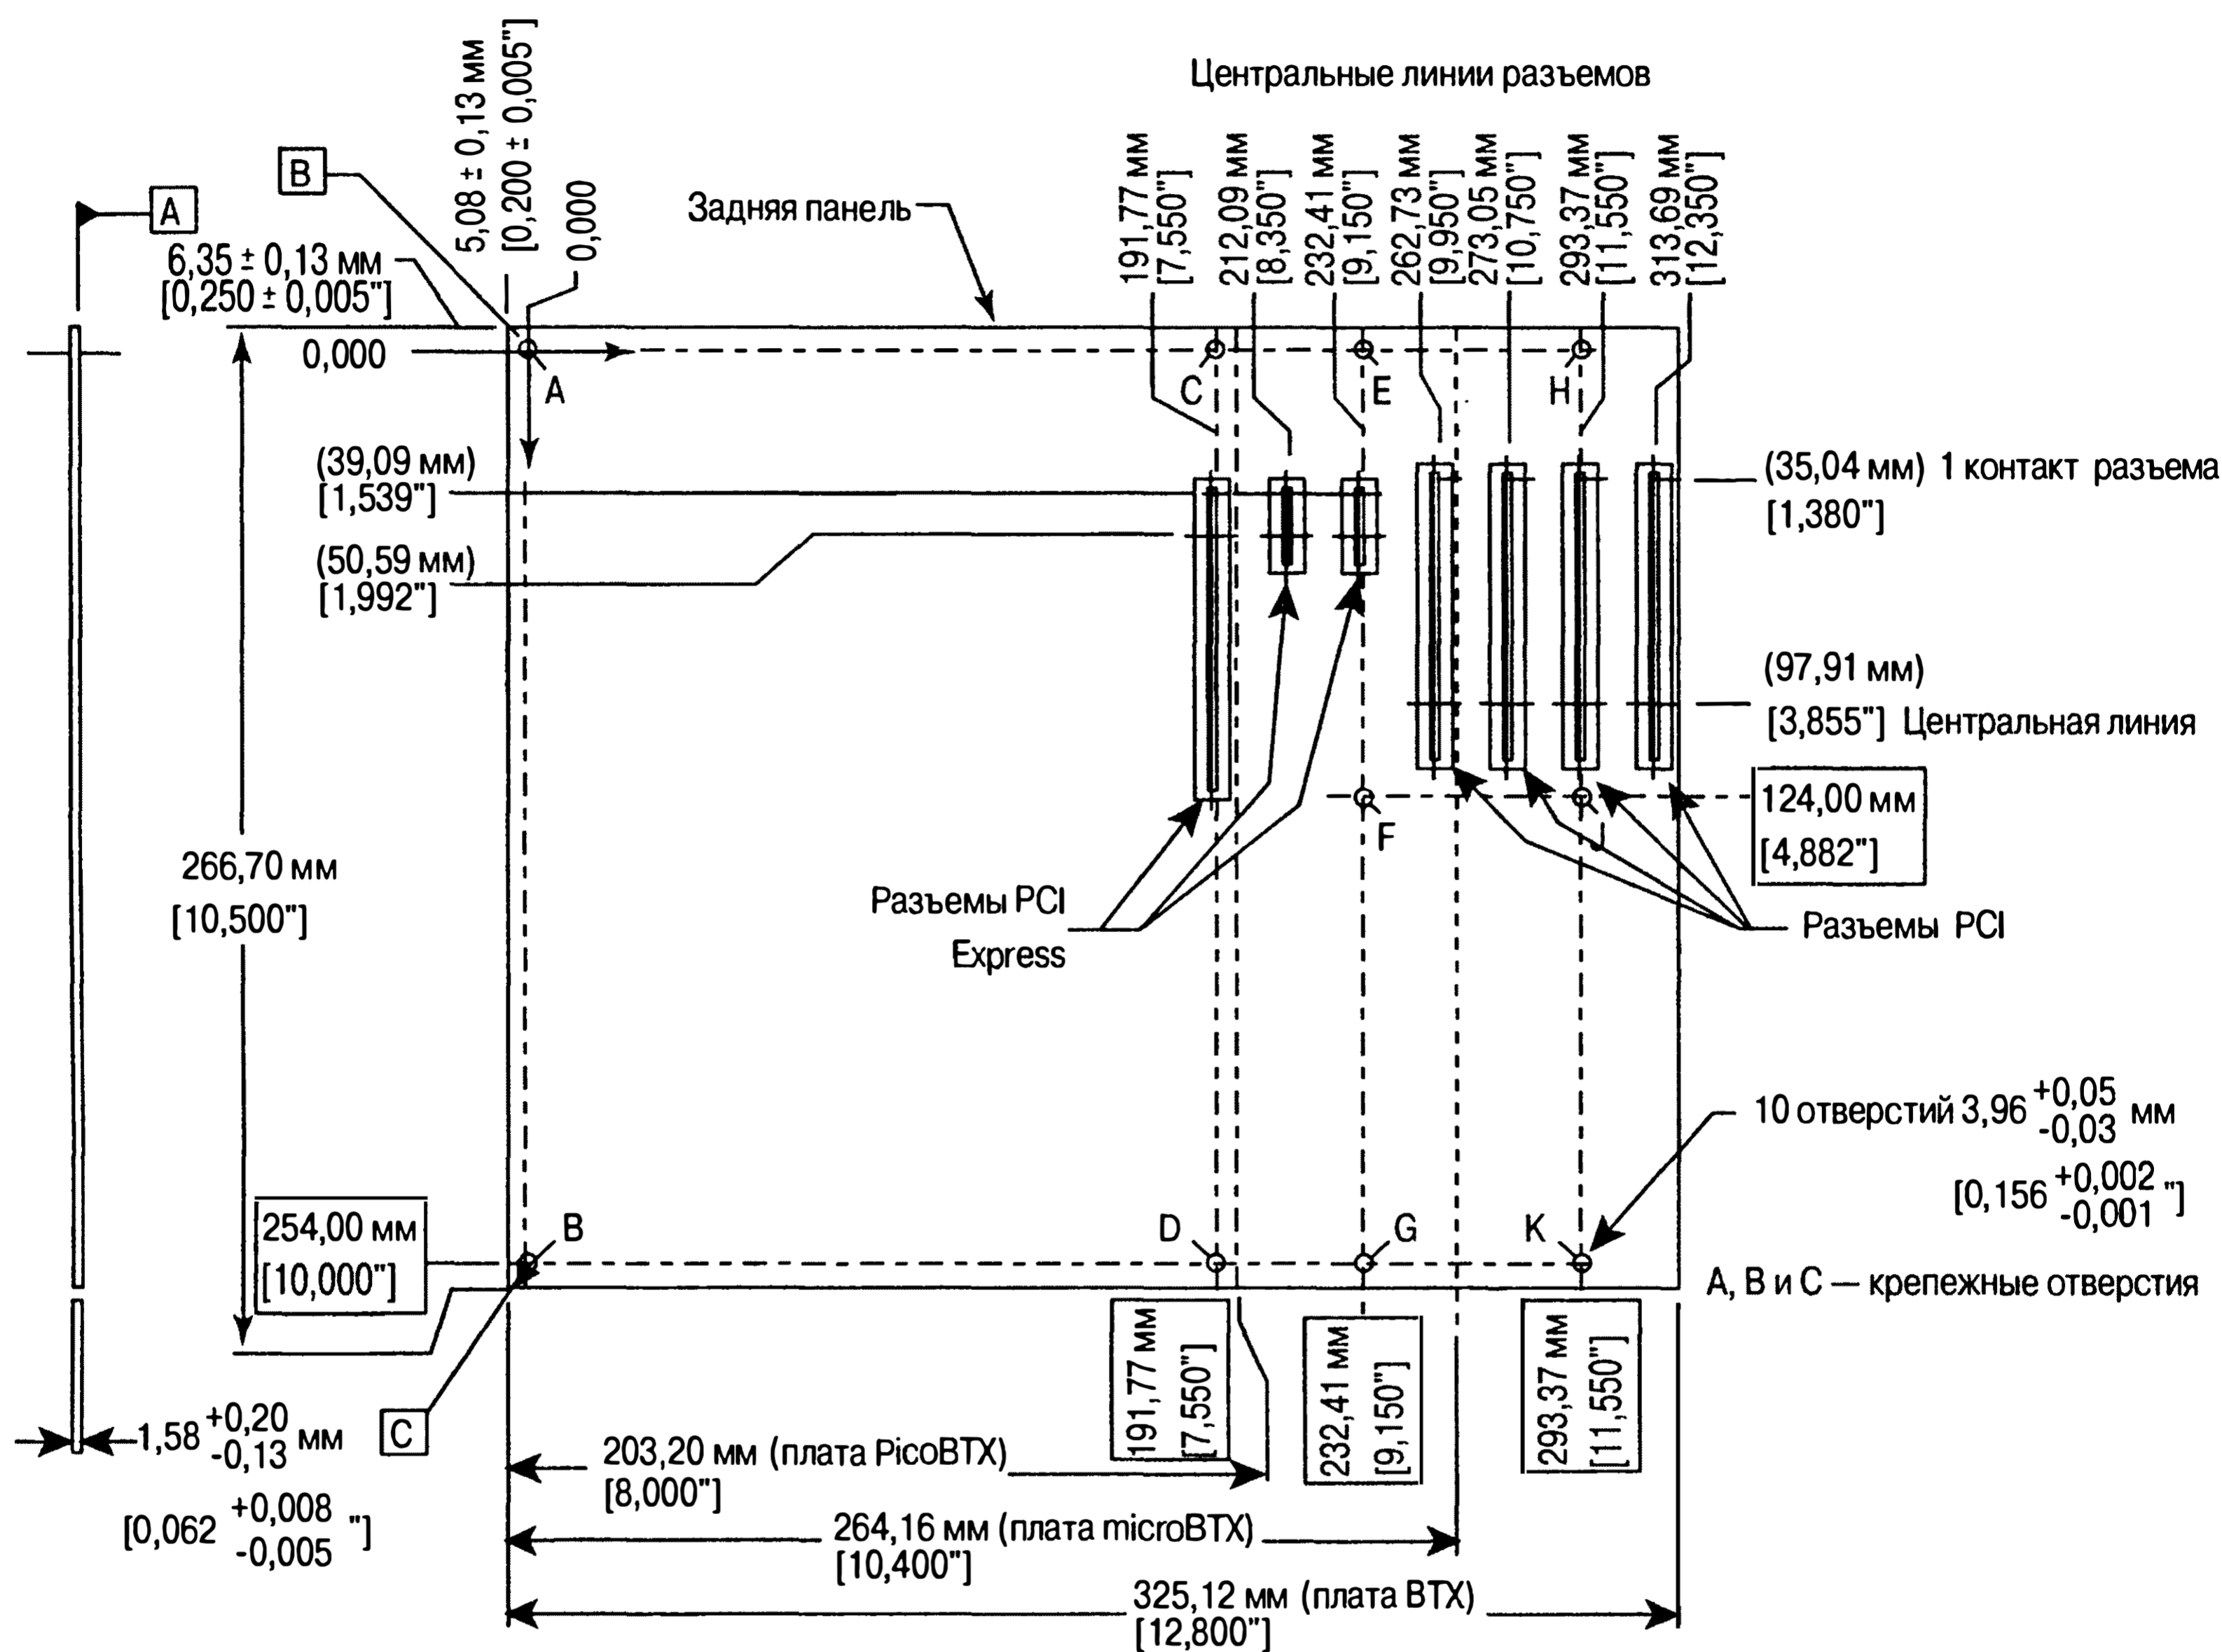 Центральные линии разъемов
5,08 ± 0,13 мм
[0,200 ± 0,005"]
0,000
B
A
Задняя панель
191,77 мм
[7,550"]
212,09 мм
[8,350"]
232,41 мм
[9,150"]
262,73 мм
[9,950"]
273,05 мм
[10,750"]
293,37 мм
[11,550"]
313,69 мм
[12,350"]
6,35 ± 0,13 мм
[0,250 ± 0,005"]
0,000
A
C
E
H
(39,09 мм)
[1,539"]
(35,04 мм) 1 контакт разъема
[1,380"]
(50,59 мм)
[1,992"]
(97,91 мм)
[3,855"] Центральная линия
124,00 мм
[4,882"]
F
J
266,70 мм
[10,500"]
Разъемы PCI
Express
Разъемы PCI
10 отверстий 3,96 +0,05 -0,03 мм
[0,156 +0,002 -0,001 "]
254,00 мм
[10,000"]
B
D
G
K
A, B и C — крепежные отверстия
191,77 мм
[7,550"]
232,41 мм
[9,150"]
293,37 мм
[11,550"]
1,58 +0,20 -0,13 мм
C
[0,062 +0,008 -0,005 "]
203,20 мм (плата PicoBTX)
[8,000"]
264,16 мм (плата microBTX)
[10,400"]
325,12 мм (плата BTX)
[12,800"]